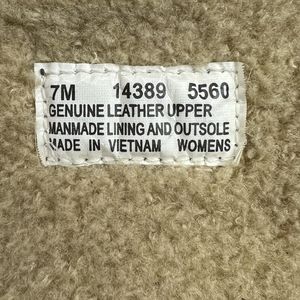 7M 14389 5560
GENUINE LEATHER UPPER
MANMADE LINING AND OUTSOLE
MADE IN VIETNAM WOMENS